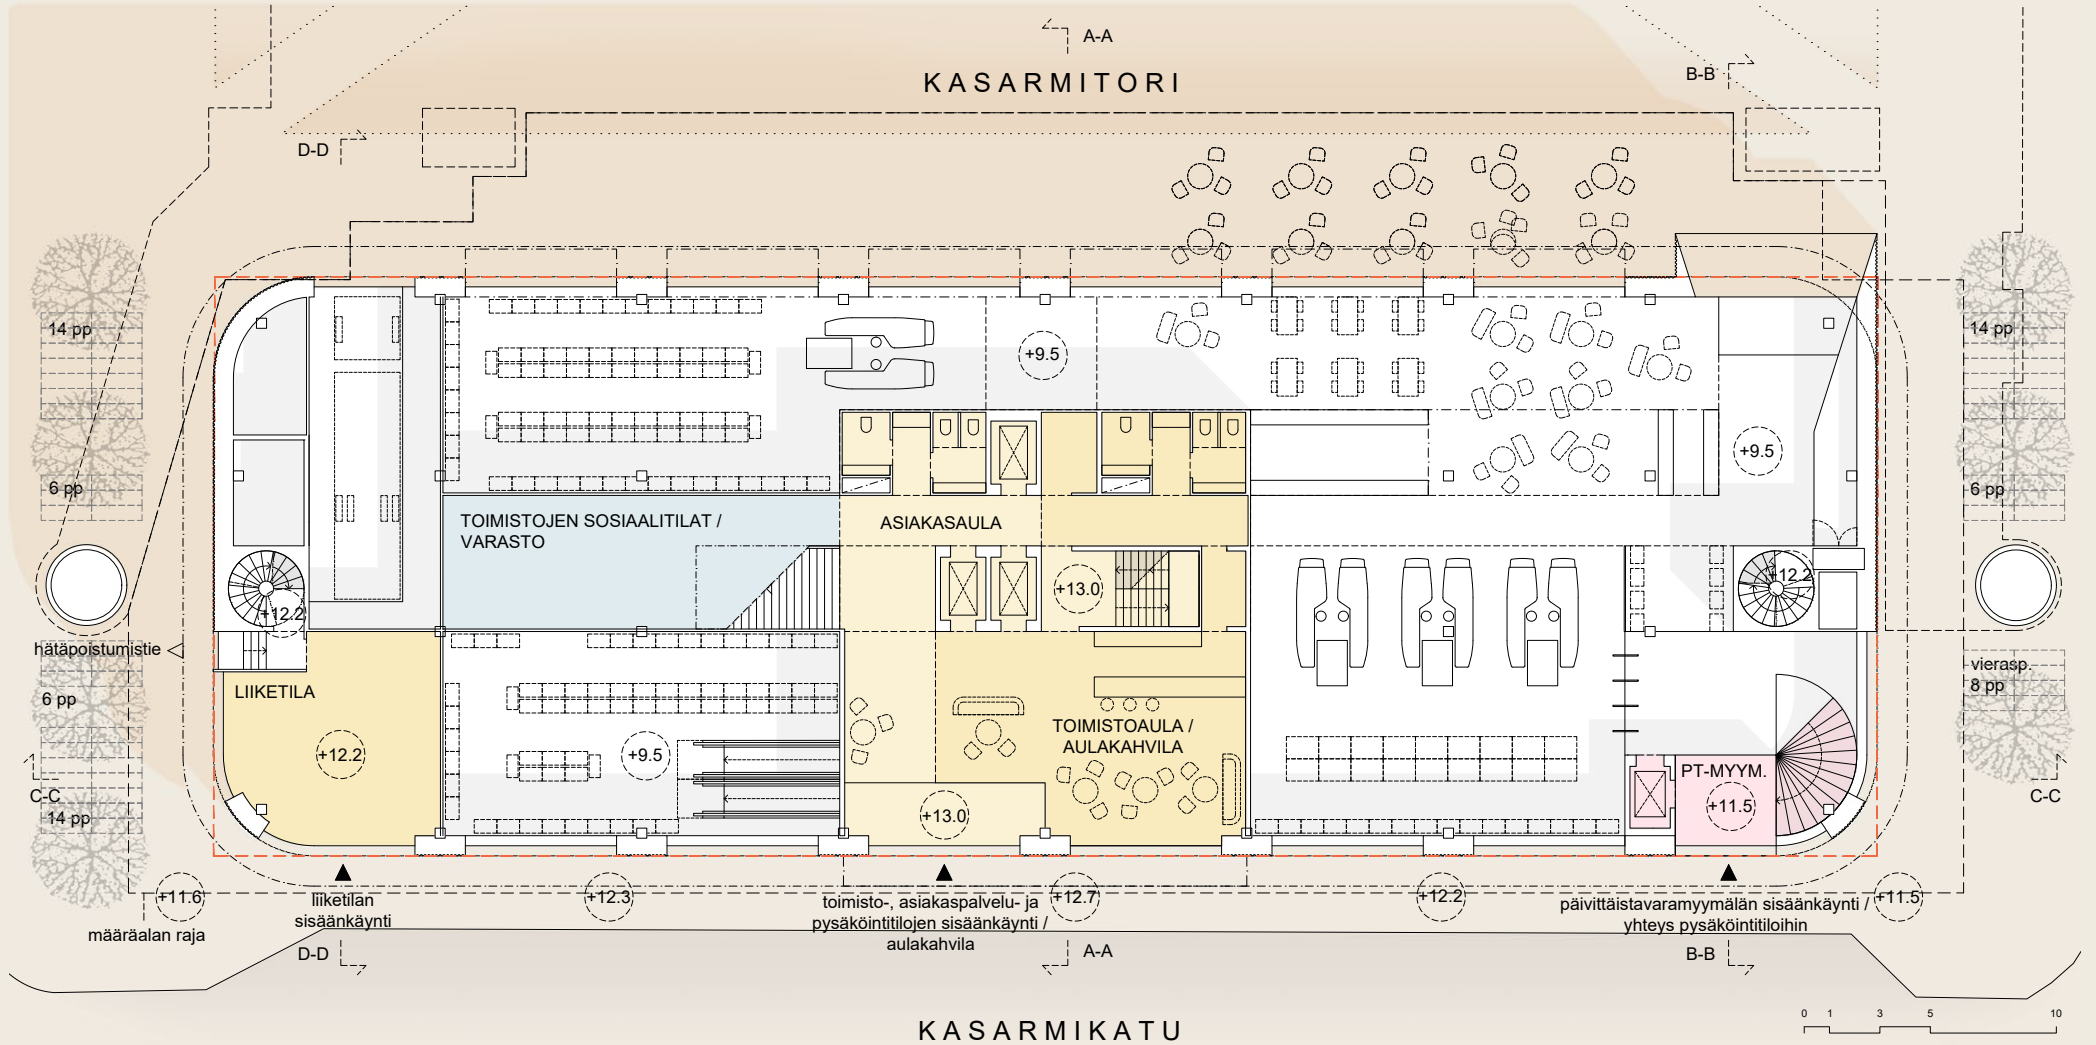 A-A
KASARMITORI
B-B
D-D
14 pp
14 pp
+9.5
+9.5
6 pp
6 pp
TOIMISTOJEN SOSIAALITILAT /
VARASTO
ASIAKASAULA
+12.2
+13.0
+12.2
hätäpoistumistie
LIIKETILA
6 pp
vierasp.
8 pp
+12.2
+9.5
TOIMISTOAULA /
AULAKAHVILA
PT-MYYM.
+11.5
C-C
C-C
14 pp
+13.0
+11.6
määräalan raja
liiketilan
sisäänkäynti
+12.3
toimisto-, asiakaspalvelu- ja
pysäköintitilojen sisäänkäynti /
aulakahvila
+12.7
+12.2
päivittäistavaramyymälän sisäänkäynti /
yhteys pysäköintitiloihin
+11.5
D-D
A-A
B-B
KASARMIKATU
0 1 3 5 10